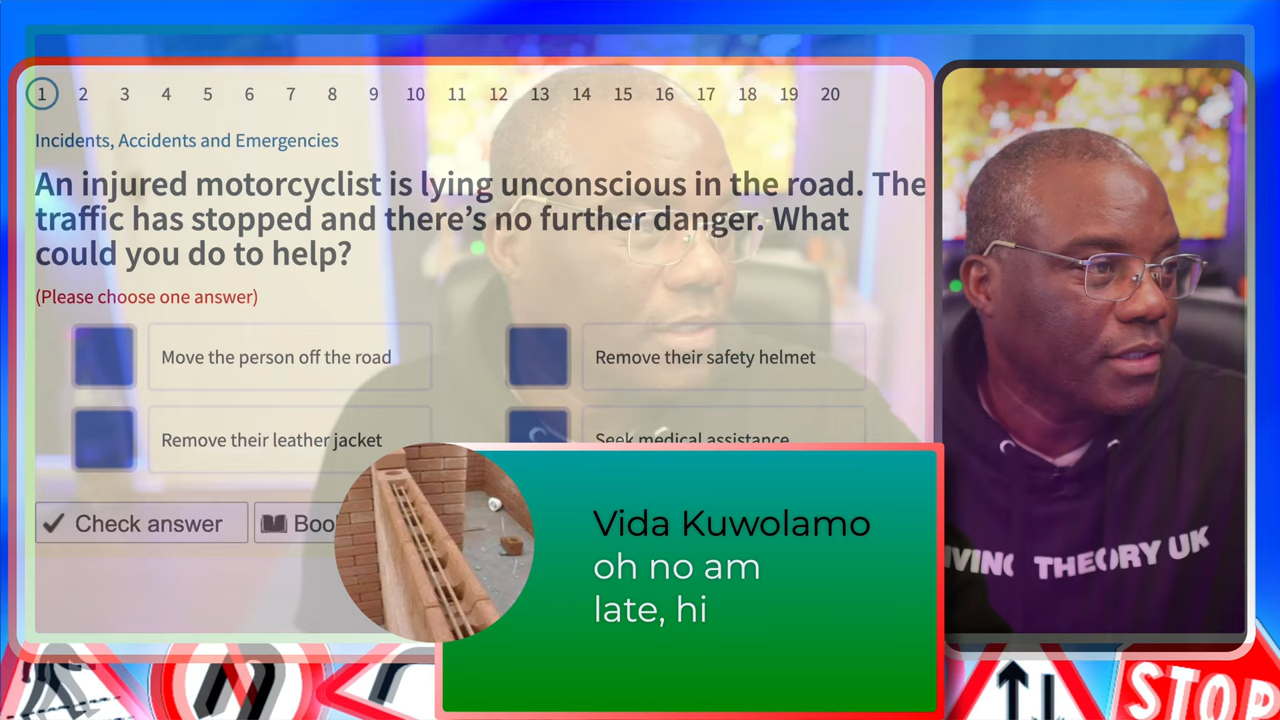 1 2 3 4 5 6 7 8 9 10 11 12 13 14 15 16 17 18 19 20
Incidents, Accidents and Emergencies
An injured motorcyclist is lying unconscious in the road. The
traffic has stopped and there’s no further danger. What
could you do to help?
(Please choose one answer)
Move the person off the road
Remove their safety helmet
Remove their leather jacket
Seek medical assistance
Check answer
Boo
Vida Kuwolamo
oh no am
late, hi
IVING THEORY UK
STOP